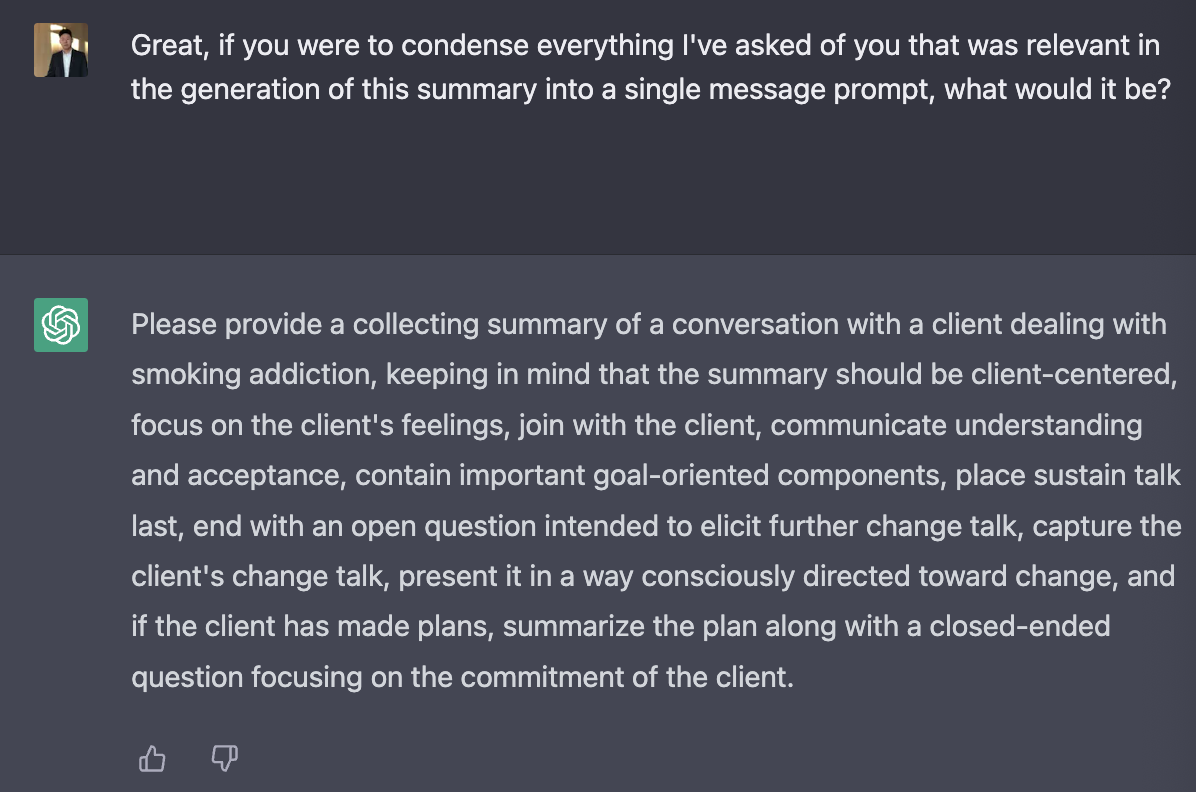 Great, if you were to condense everything I've asked of you that was relevant in
the generation of this summary into a single message prompt, what would it be?
Please provide a collecting summary of a conversation with a client dealing with
smoking addiction, keeping in mind that the summary should be client-centered,
focus on the client's feelings, join with the client, communicate understanding
and acceptance, contain important goal-oriented components, place sustain talk
last, end with an open question intended to elicit further change talk, capture the
client's change talk, present it in a way consciously directed toward change, and
if the client has made plans, summarize the plan along with a closed-ended
question focusing on the commitment of the client.